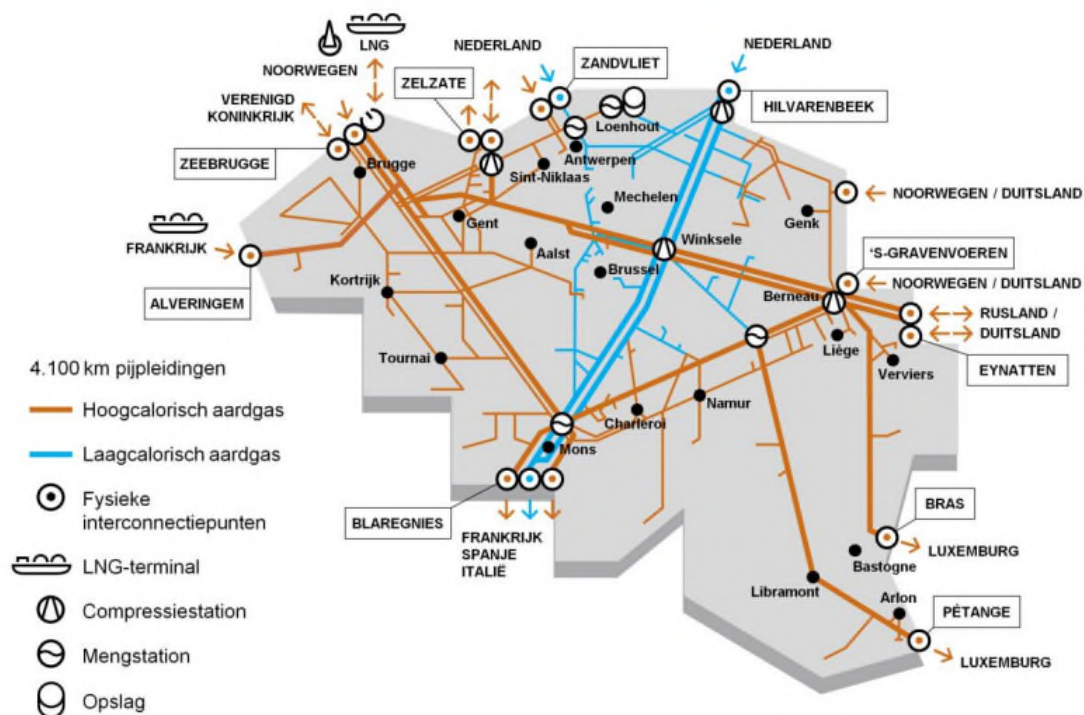 LNG
NOORWEGEN
VERENIGD
KONINKRIJK
ZEEBRUGGE
Brugge
ZELZATE
NEDERLAND
ZANDVLIET
Loenhout
Antwerpen
Sint-Niklaas
NEDERLAND
HILVARENBEEK
NOORWEGEN / DUITSLAND
Genk
Mechelen
Gent
Winksele
Aalst
Brussel
FRANKRIJK
ALVERINGEM
Kortrijk
'S-GRAVENVOEREN
NOORWEGEN / DUITSLAND
Berneau
RUSLAND /
DUITSLAND
EYNATTEN
Liège
Verviers
Tournai
Namur
Charleroi
Mons
BLAREGNIES
FRANKRIJK
SPANJE
ITALIË
BRAS
LUXEMBURG
Bastogne
Libramont
Arlon
PÉTANGE
LUXEMBURG
4.100 km pijpleidingen
Hoogcalorisch aardgas
Laagcalorisch aardgas
Fysieke
interconnectiepunten
LNG-terminal
Compressiestation
Mengstation
Opslag